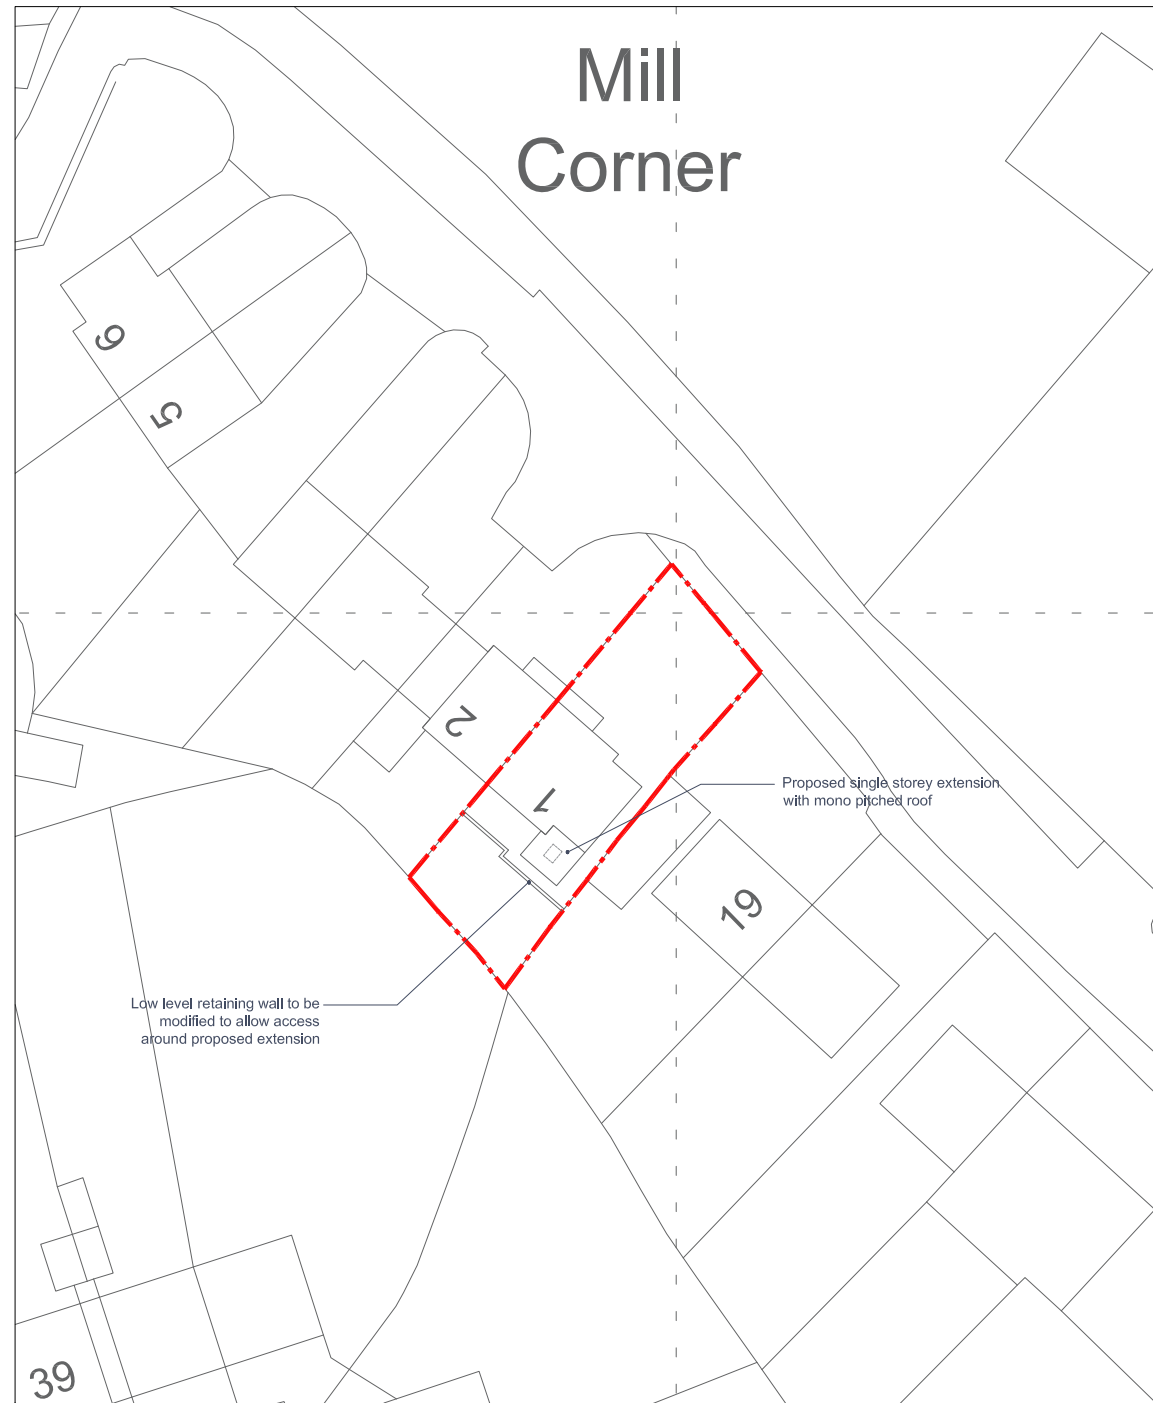 Mill
Corner
6
5
2
1
Proposed single storey extension
with mono pitched roof
19
Low level retaining wall to be
modified to allow access
around proposed extension
39